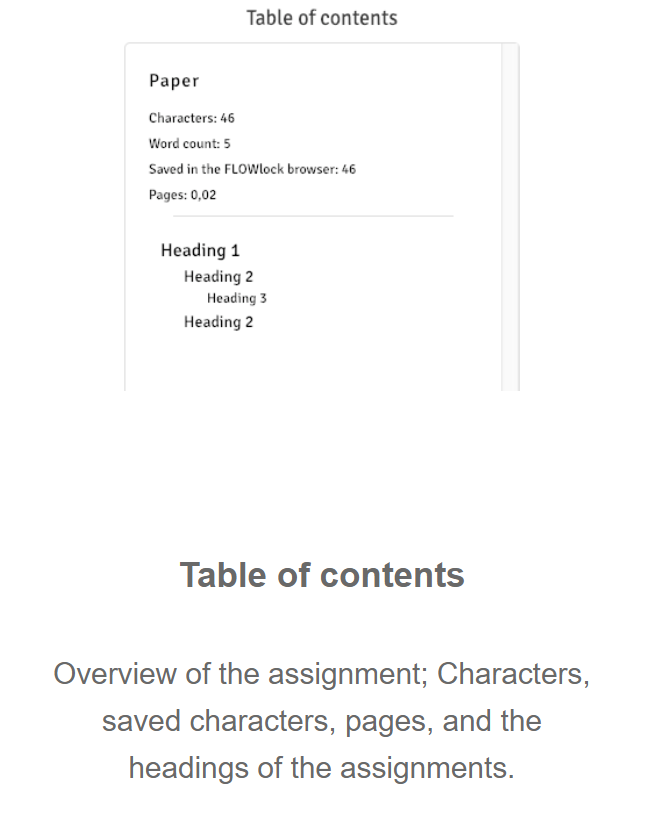 Table of contents
Paper
Characters: 46
Word count: 5
Saved in the FLOWlock browser: 46
Pages: 0,02
Heading 1
Heading 2
Heading 3
Heading 2
Table of contents
Overview of the assignment; Characters,
saved characters, pages, and the
headings of the assignments.